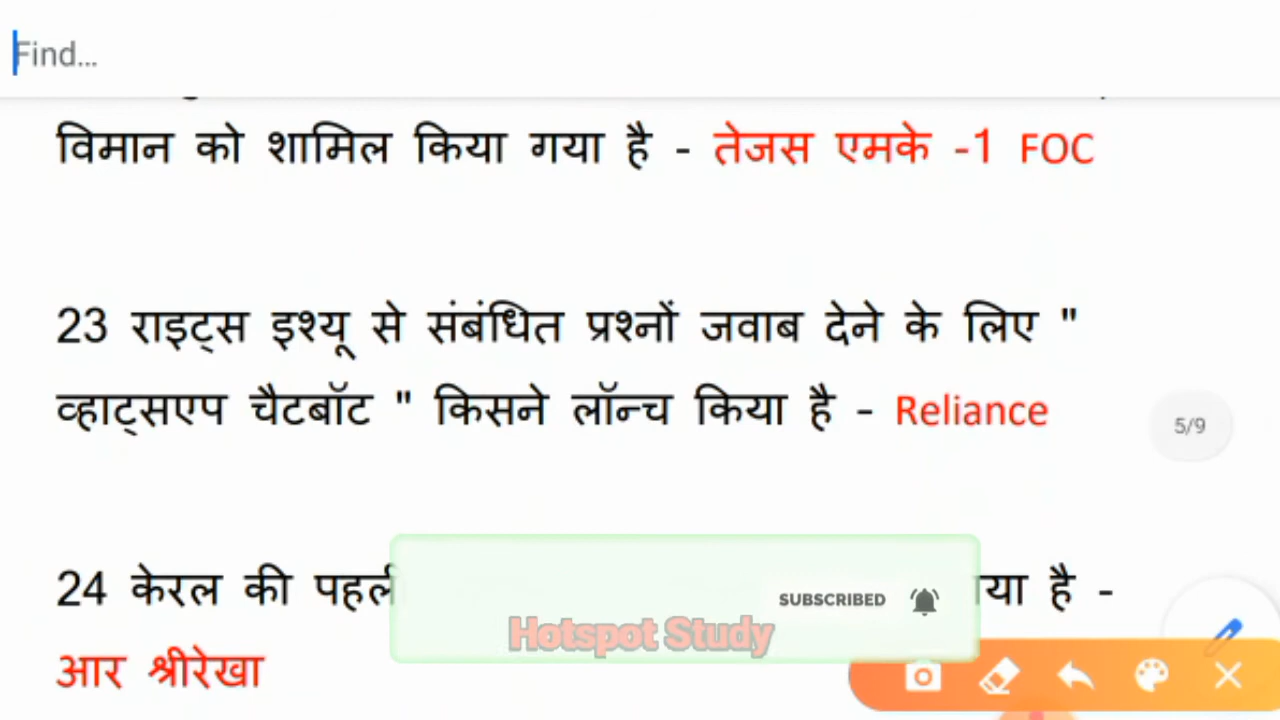 Find...
विमान को शामिल किया गया है - तेजस एमके -1 FOC
23 राइट्स इश्यू से संबंधित प्रश्नों जवाब देने के लिए "
व्हाट्सएप चैटबॉट " किसने लॉन्च किया है - Reliance
5/9
24 केरल की पहली है -
SUBSCRIBED
Hotspot Study
आर श्रीरेखा